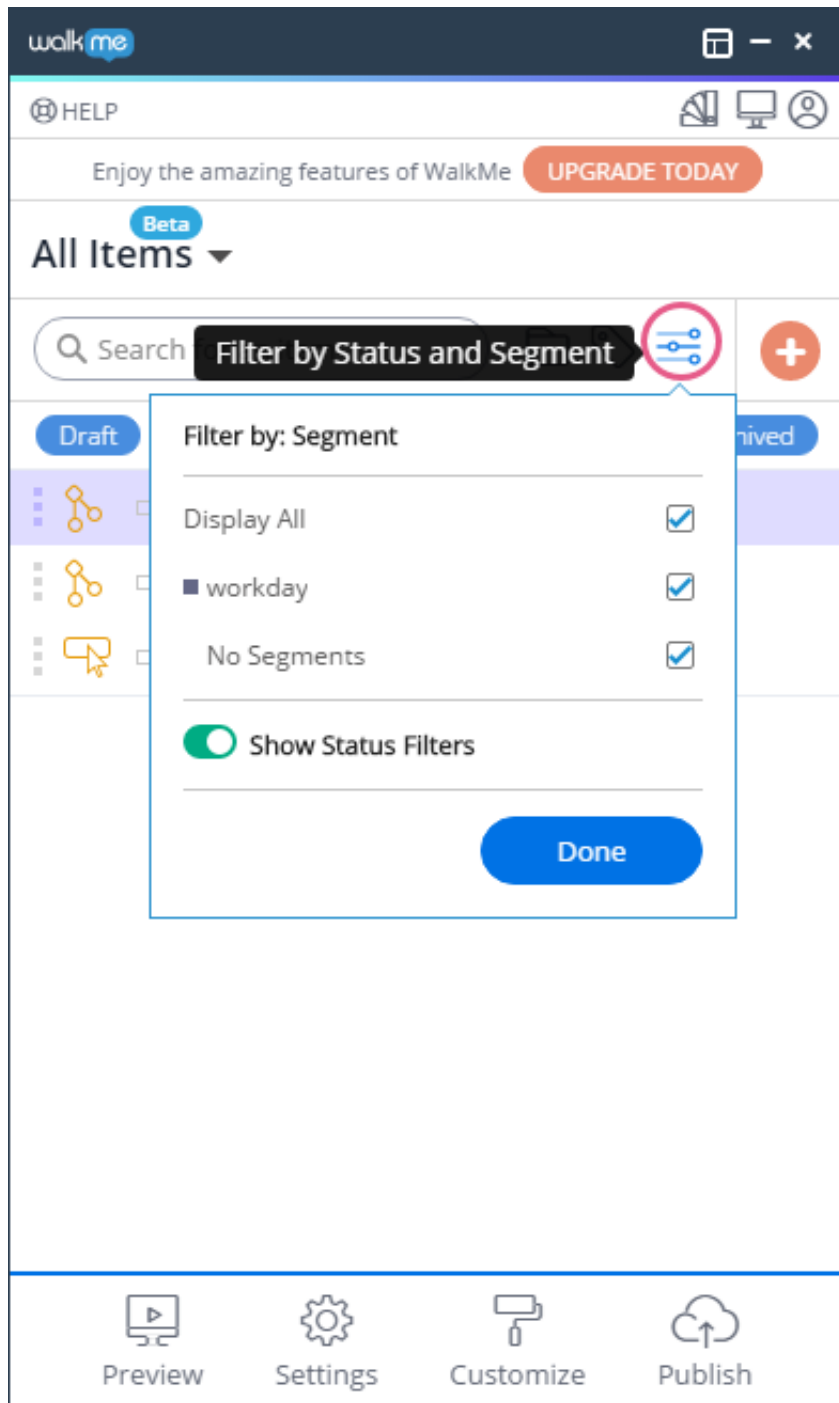 walkme
HELP
Enjoy the amazing features of WalkMe UPGRADE TODAY
Beta
All Items
Search
Filter by Status and Segment
Draft
Filter by: Segment
Display All
workday
No Segments
Show Status Filters
Done
Preview Settings Customize Publish